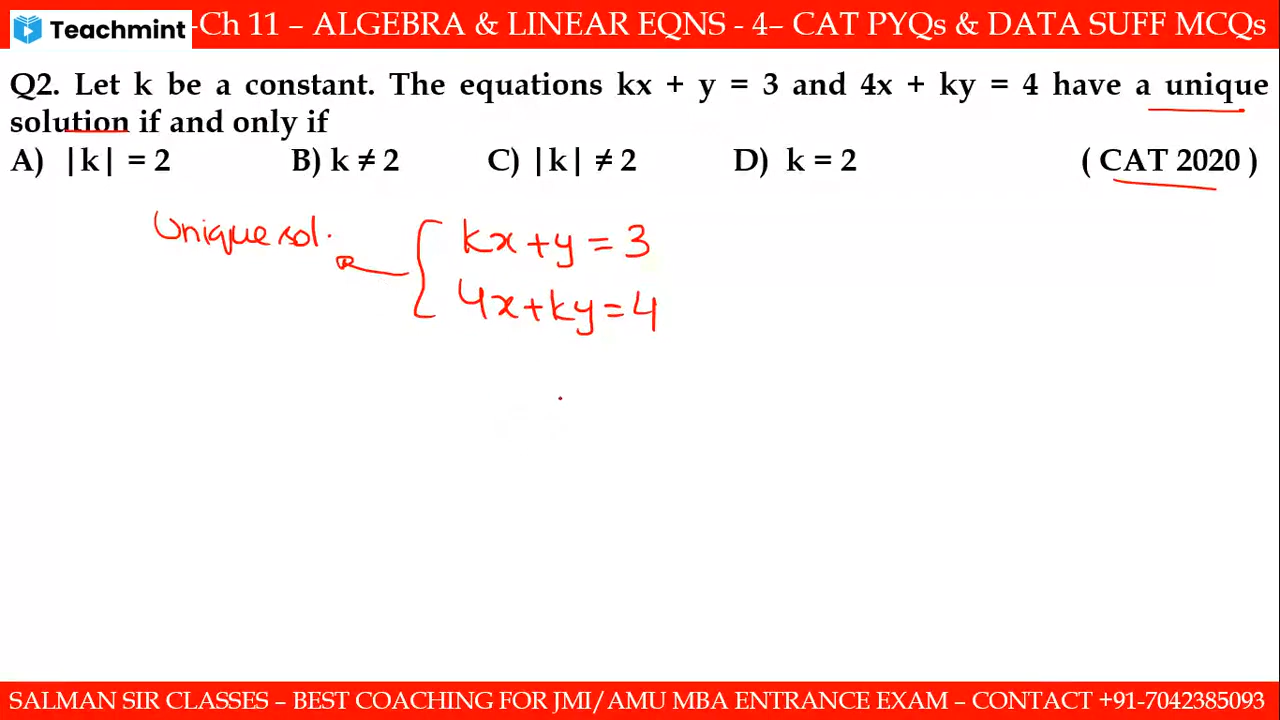 Teachmint -Ch 11 – ALGEBRA & LINEAR EQNS - 4– CAT PYQs & DATA SUFF MCQs
Q2. Let k be a constant. The equations kx + y = 3 and 4x + ky = 4 have a unique
solution if and only if
A) |k| = 2 B) k ≠ 2 C) |k| ≠ 2 D) k = 2 ( CAT 2020 )
Unique sol. kx + y = 3
4x + ky = 4
SALMAN SIR CLASSES – BEST COACHING FOR JMI/AMU MBA ENTRANCE EXAM – CONTACT +91-7042385093